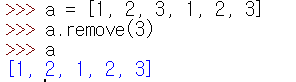 >>> a = [1, 2, 3, 1, 2, 3]
>>> a.remove(3)
>>> a
[1, 2, 1, 2, 3]